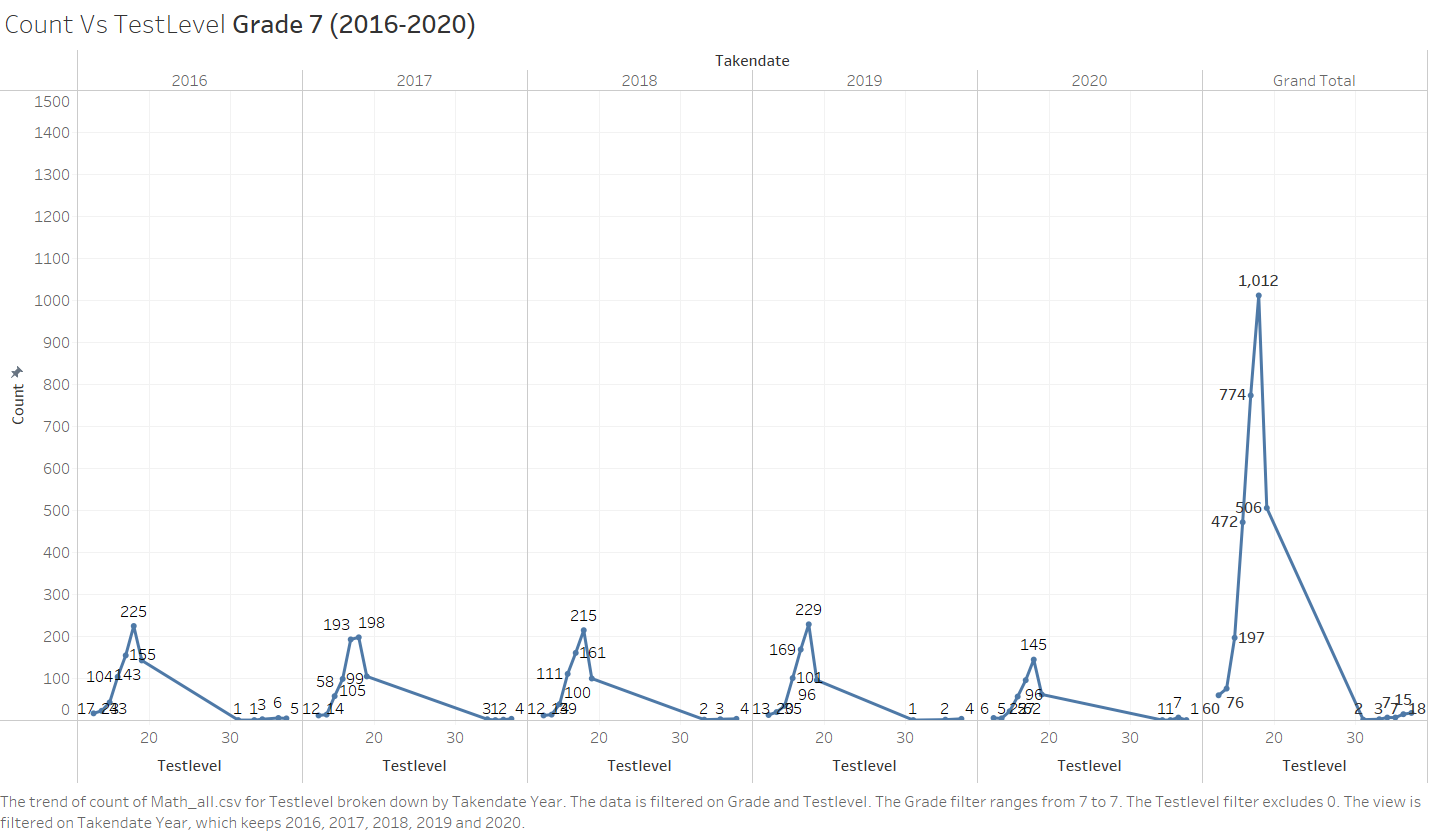 Count Vs TestLevel Grade 7 (2016-2020)
Takendate
2016 2017 2018 2019 2020 Grand Total
1500
1400
1300
1200
1100
1,012
1000
900
800
774
700
600
500
506
472
400
300
225 193 198 215 229 145
200
197
155 161 169
104 143 58 99 105 111 100 101 96 96
100
76
0
17 1 3 6 5 12 14 3 2 4 12 2 3 4 13 1 2 4 6 5 7 1 60 2 3 7 7 15 18
20 30 20 30 20 30 20 30 20 30 20 30
Testlevel Testlevel Testlevel Testlevel Testlevel Testlevel
Count
The trend of count of Math_all.csv for Testlevel broken down by Takendate Year. The data is filtered on Grade and Testlevel. The Grade filter ranges from 7 to 7. The Testlevel filter excludes 0. The view is
filtered on Takendate Year, which keeps 2016, 2017, 2018, 2019 and 2020.